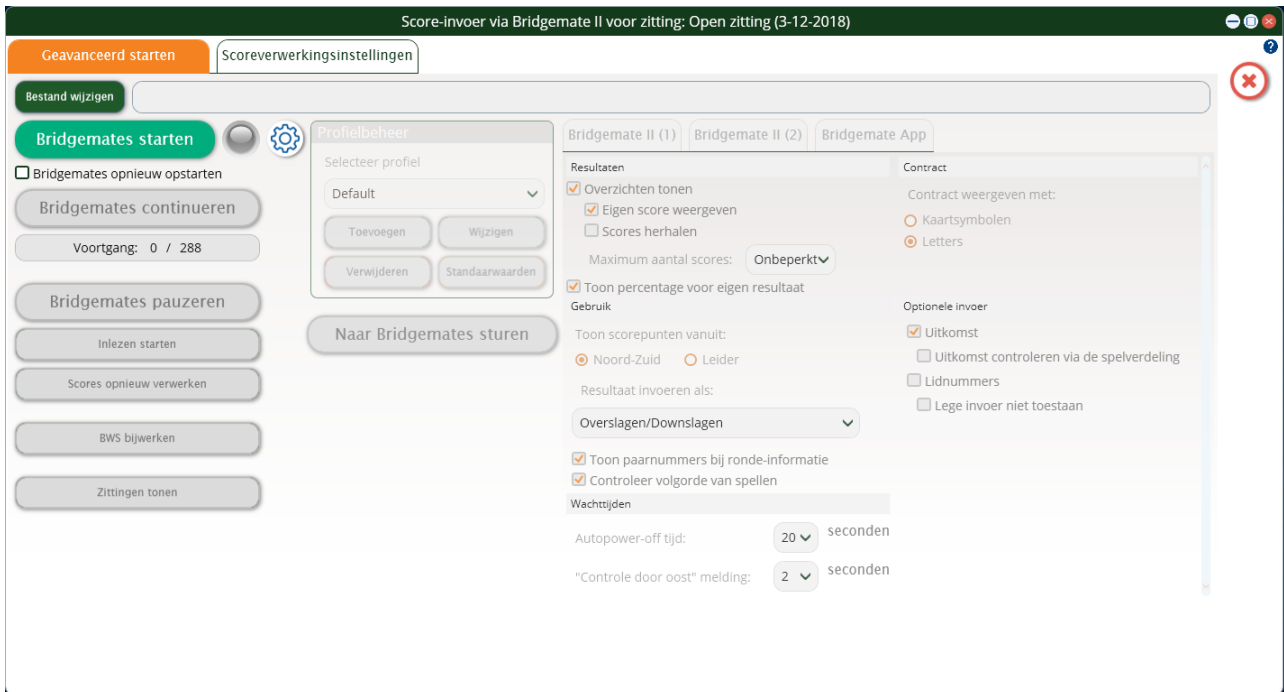 Score-invoer via Bridgemate II voor zitting: Open zitting (3-12-2018)
Geavanceerd starten
Scoreverwerkingsinstellingen
?
Bestand wijzigen
Bridgemates starten
Bridgemates opnieuw opstarten
Bridgemates continueren
Voortgang: 0 / 288
Bridgemates pauzeren
Inlezen starten
Scores opnieuw verwerken
BWS bijwerken
Zittingen tonen
Profielbeheer
Selecteer profiel
Default
Toevoegen
Wijzigen
Verwijderen
Standaarwaarden
Naar Bridgemates sturen
Bridgemate II (1)
Bridgemate II (2)
Bridgemate App
Resultaten
Overzichten tonen
Eigen score weergeven
Scores herhalen
Maximum aantal scores: Onbeperkt
Toon percentage voor eigen resultaat
Gebruik
Toon scorepunten vanuit:
Noord-Zuid
Leider
Resultaat invoeren als:
Overslagen/Downslagen
Toon paarnummers bij ronde-informatie
Controleer volgorde van spellen
Wachttijden
Autopower-off tijd: 20 seconden
"Controle door oost" melding: 2 seconden
Contract
Contract weergeven met:
Kaartsymbolen
Letters
Optionele invoer
Uitkomst
Uitkomst controleren via de spelverdeling
Lidnummers
Lege invoer niet toestaan